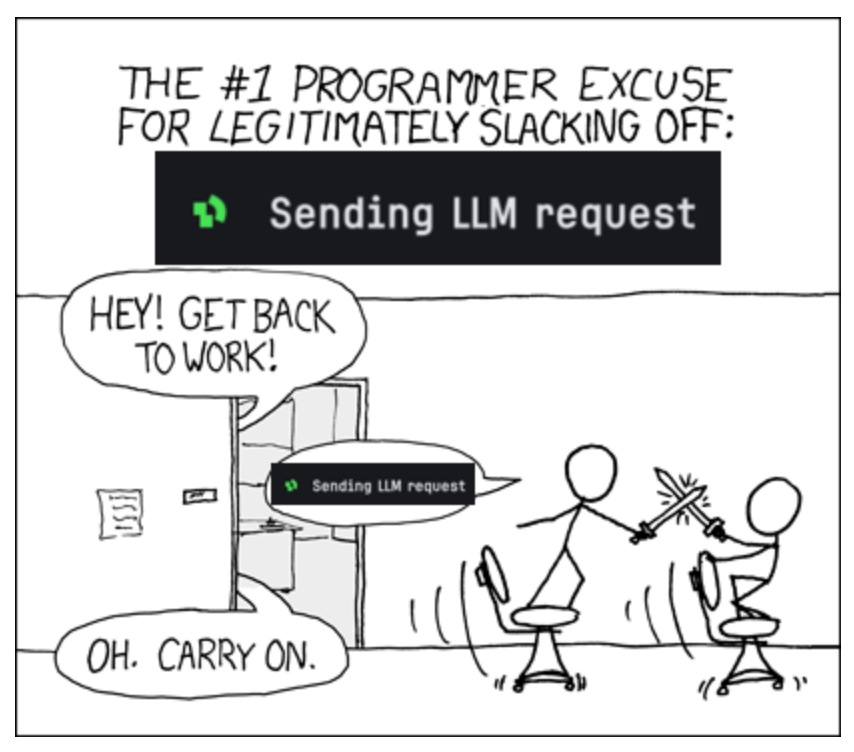 THE #1 PROGRAMMER EXCUSE
FOR LEGITIMATELY SLACKING OFF:
Sending LLM request
HEY! GET BACK
TO WORK!
Sending LLM request
OH. CARRY ON.